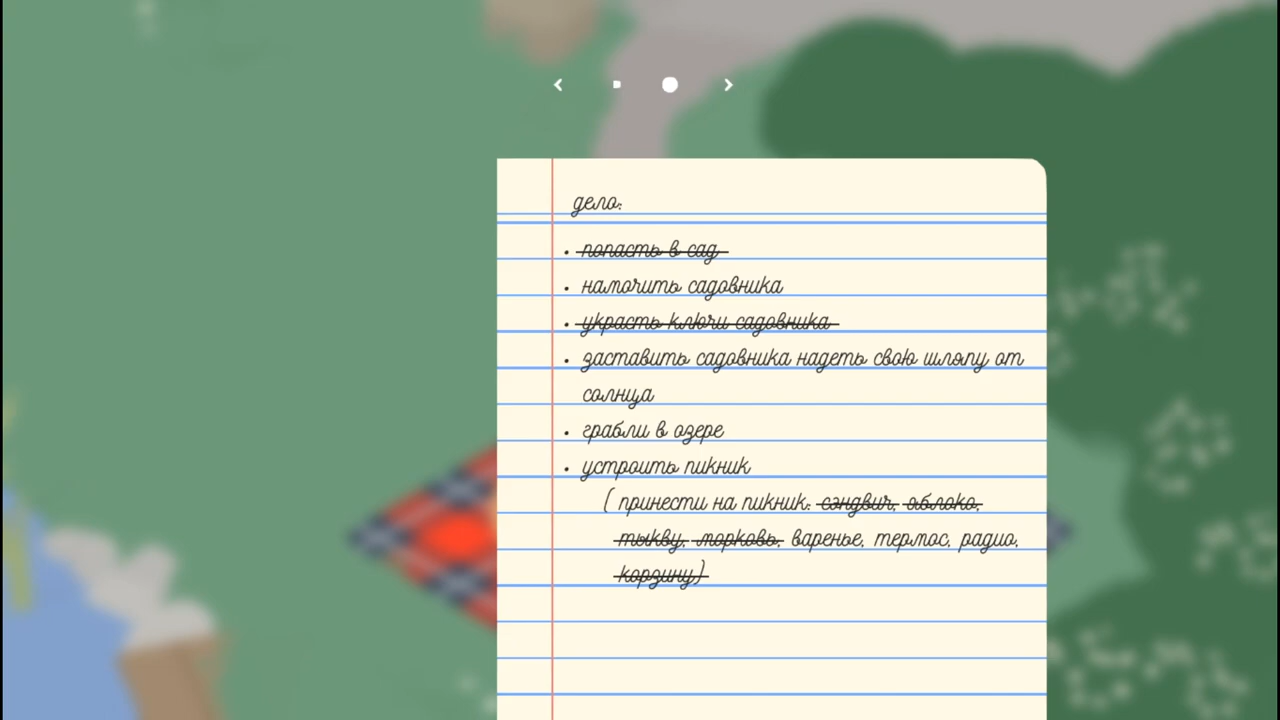 дело:
• попасть в сад
• намочить садовника
• украсть ключи садовника
• заставить садовника надеть свою шляпу от
солнца
• грабли в озере
• устроить пикник
( принести на пикник: сэндвич, яблоко,
тыкву, морковь, варенье, термос, радио,
корзину)